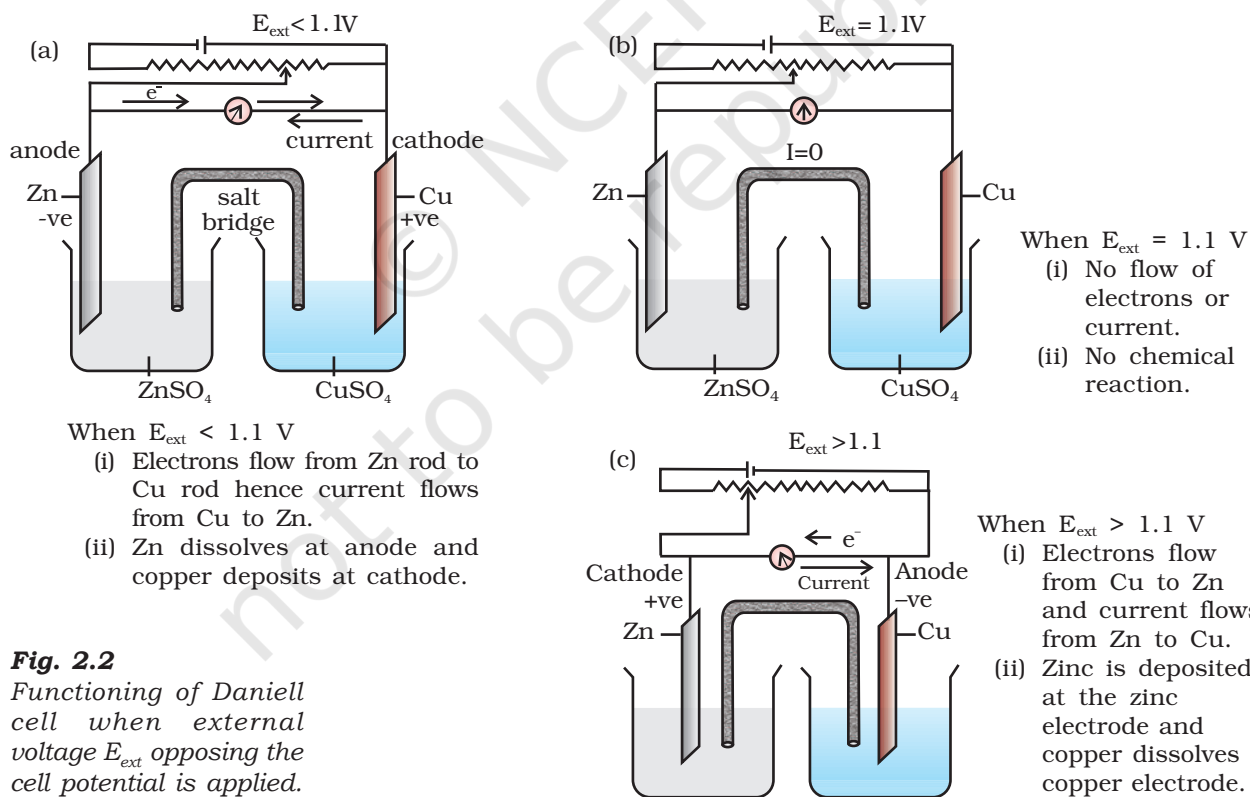 (a)
E_ext < 1.1V
e⁻
current
cathode
anode
Zn
-ve
salt
bridge
Cu
+ve
ZnSO₄
CuSO₄
When E_ext < 1.1 V
(i) Electrons flow from Zn rod to
Cu rod hence current flows
from Cu to Zn.
(ii) Zn dissolves at anode and
copper deposits at cathode.
(b)
E_ext = 1.1V
I=0
Zn
Cu
ZnSO₄
CuSO₄
When E_ext = 1.1 V
(i) No flow of
electrons or
current.
(ii) No chemical
reaction.
(c)
E_ext >1.1
e⁻
Current
Cathode
+ve
Anode
–ve
Zn
Cu
When E_ext > 1.1 V
(i) Electrons flow
from Cu to Zn
and current flows
from Zn to Cu.
(ii) Zinc is deposited
at the zinc
electrode and
copper dissolves
copper electrode.
Fig. 2.2
Functioning of Daniell
cell when external
voltage E_ext opposing the
cell potential is applied.
© NCE
not to be republ